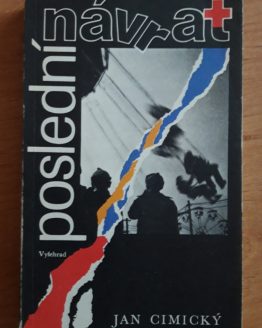 poslední
návrat
Vyšehrad
JAN CIMICKÝ